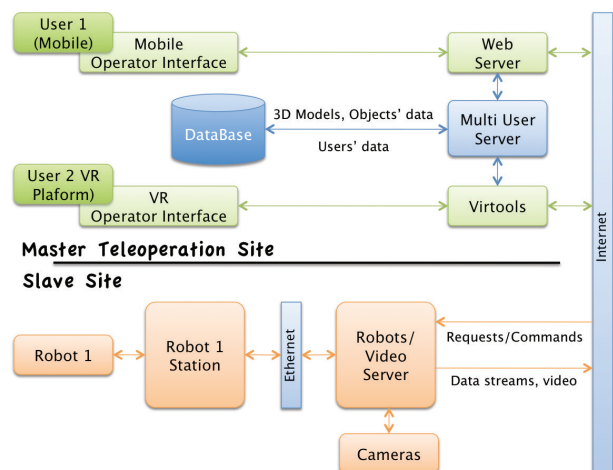 User 1
(Mobile)
Mobile
Operator Interface
Web
Server
DataBase
3D Models, Objects' data
Users' data
Multi User
Server
User 2 VR
Plaform)
VR
Operator Interface
Virtools
Internet
Master Teleoperation Site
Slave Site
Robot 1
Robot 1
Station
Ethernet
Robots/
Video
Server
Requests/Commands
Data streams, video
Cameras